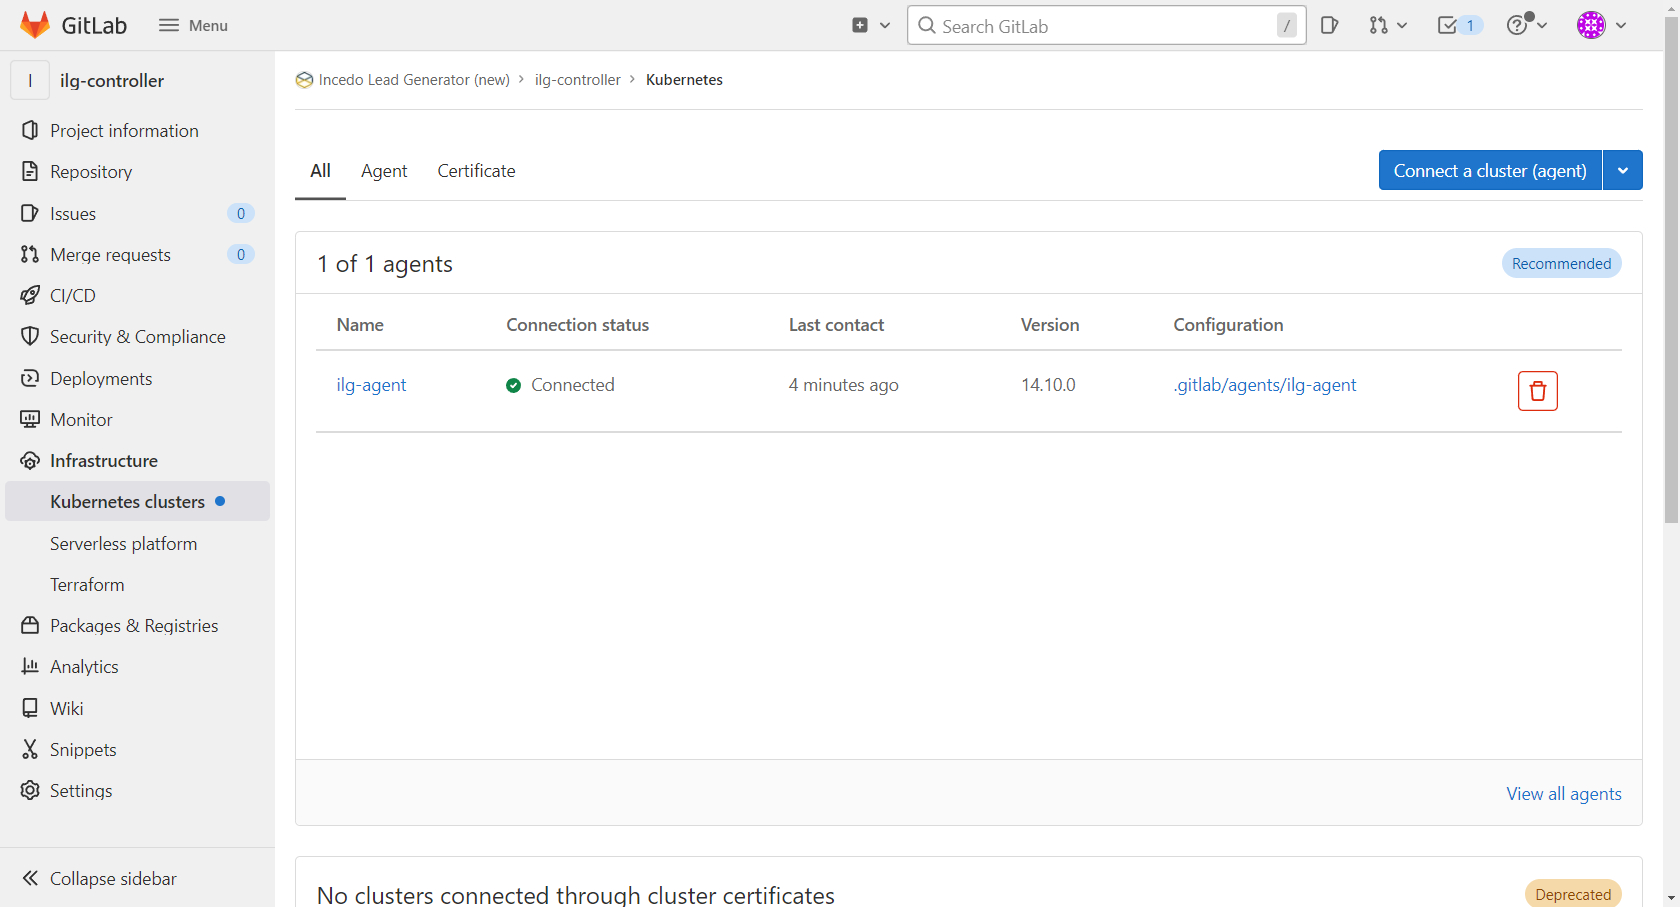 GitLab
Menu
Search GitLab
/
1
I
ilg-controller
Project information
Repository
Issues 0
Merge requests 0
CI/CD
Security & Compliance
Deployments
Monitor
Infrastructure
Kubernetes clusters
Serverless platform
Terraform
Packages & Registries
Analytics
Wiki
Snippets
Settings
Collapse sidebar
Incedo Lead Generator (new) › ilg-controller › Kubernetes
All Agent Certificate
Connect a cluster (agent)
1 of 1 agents
Recommended
Name Connection status Last contact Version Configuration
ilg-agent Connected 4 minutes ago 14.10.0 .gitlab/agents/ilg-agent
View all agents
No clusters connected through cluster certificates
Deprecated